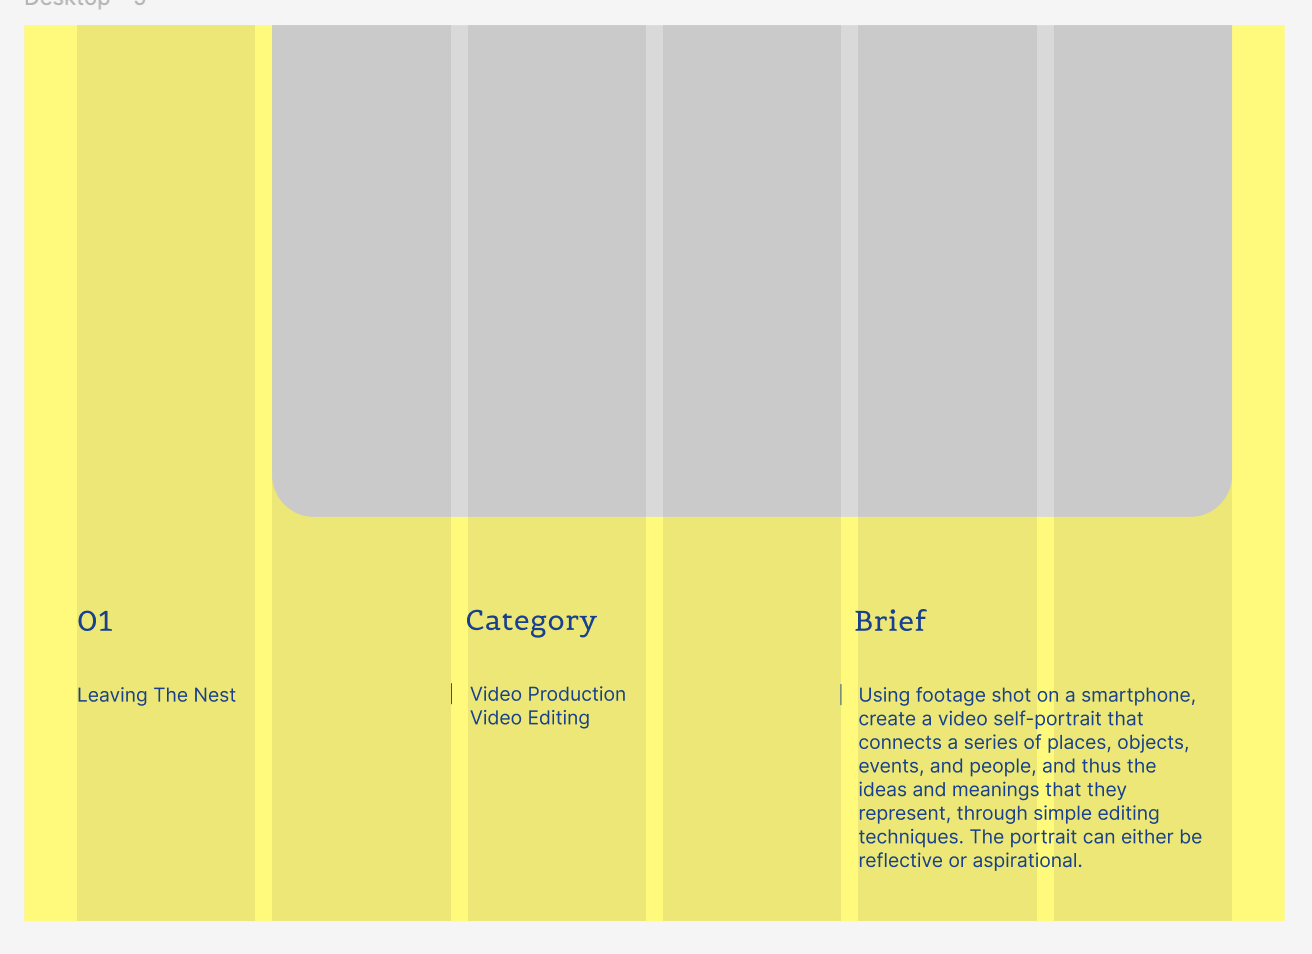 01
Category
Brief
Leaving The Nest
Video Production
Video Editing
Using footage shot on a smartphone,
create a video self-portrait that
connects a series of places, objects,
events, and people, and thus the
ideas and meanings that they
represent, through simple editing
techniques. The portrait can either be
reflective or aspirational.